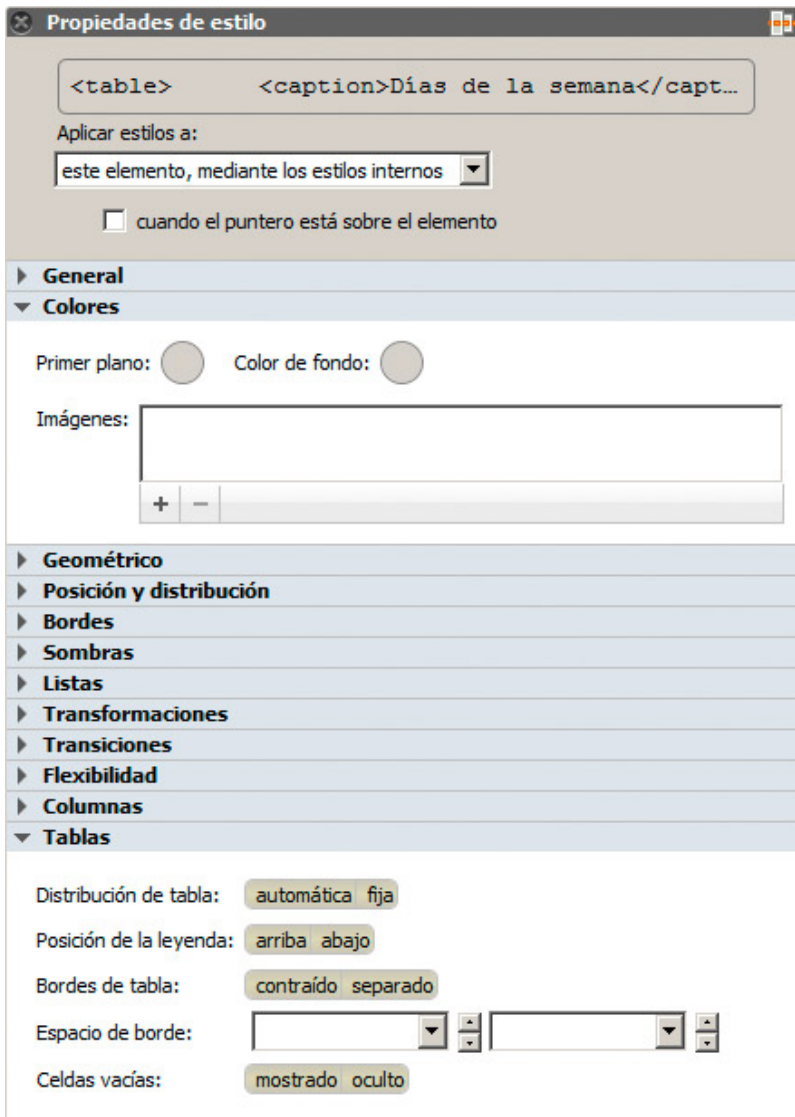 Propiedades de estilo
<table>      <caption>Días de la semana</capt…
Aplicar estilos a:
este elemento, mediante los estilos internos
cuando el puntero está sobre el elemento
General
Colores
Primer plano: Color de fondo:
Imágenes:
+ −
Geométrico
Posición y distribución
Bordes
Sombras
Listas
Transformaciones
Transiciones
Flexibilidad
Columnas
Tablas
Distribución de tabla: automática fija
Posición de la leyenda: arriba abajo
Bordes de tabla: contraído separado
Espacio de borde:
Celdas vacías: mostrado oculto